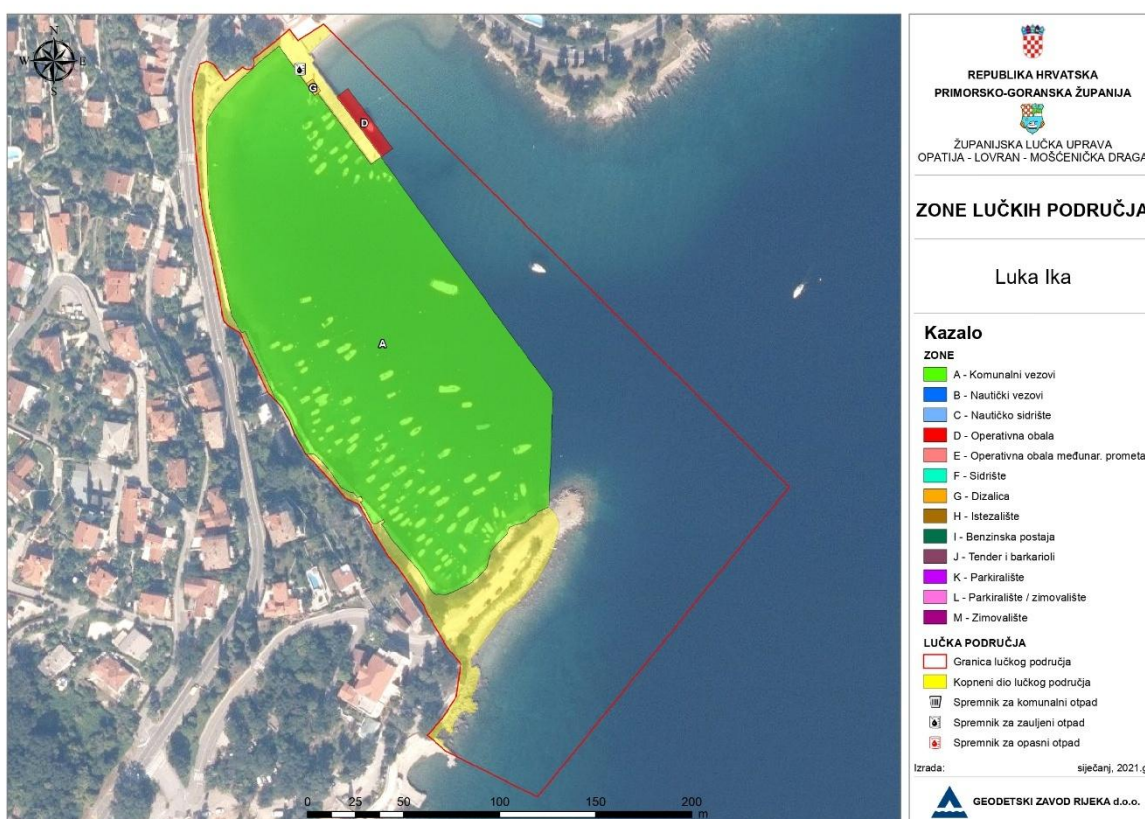 N
W
E
S
G
D
A
0
25
50
100
150
200
m
REPUBLIKA HRVATSKA
PRIMORSKO-GORANSKA ŽUPANIJA
ŽUPANIJSKA LUČKA UPRAVA
OPATIJA - LOVRAN - MOŠĆENIČKA DRAGA
ZONE LUČKIH PODRUČJA
Luka Ika
Kazalo
ZONE
A - Komunalni vezovi
B - Nautički vezovi
C - Nautičko sidrište
D - Operativna obala
E - Operativna obala međunar. prometa
F - Sidrište
G - Dizalica
H - Istezalište
I - Benzinska postaja
J - Tender i barkarioli
K - Parkiralište
L - Parkiralište / zimovalište
M - Zimovalište
LUČKA PODRUČJA
Granica lučkog područja
Kopneni dio lučkog područja
Spremnik za komunalni otpad
Spremnik za zauljeni otpad
Spremnik za opasni otpad
Izrada: siječanj, 2021.g
GEODETSKI ZAVOD RIJEKA d.o.o.